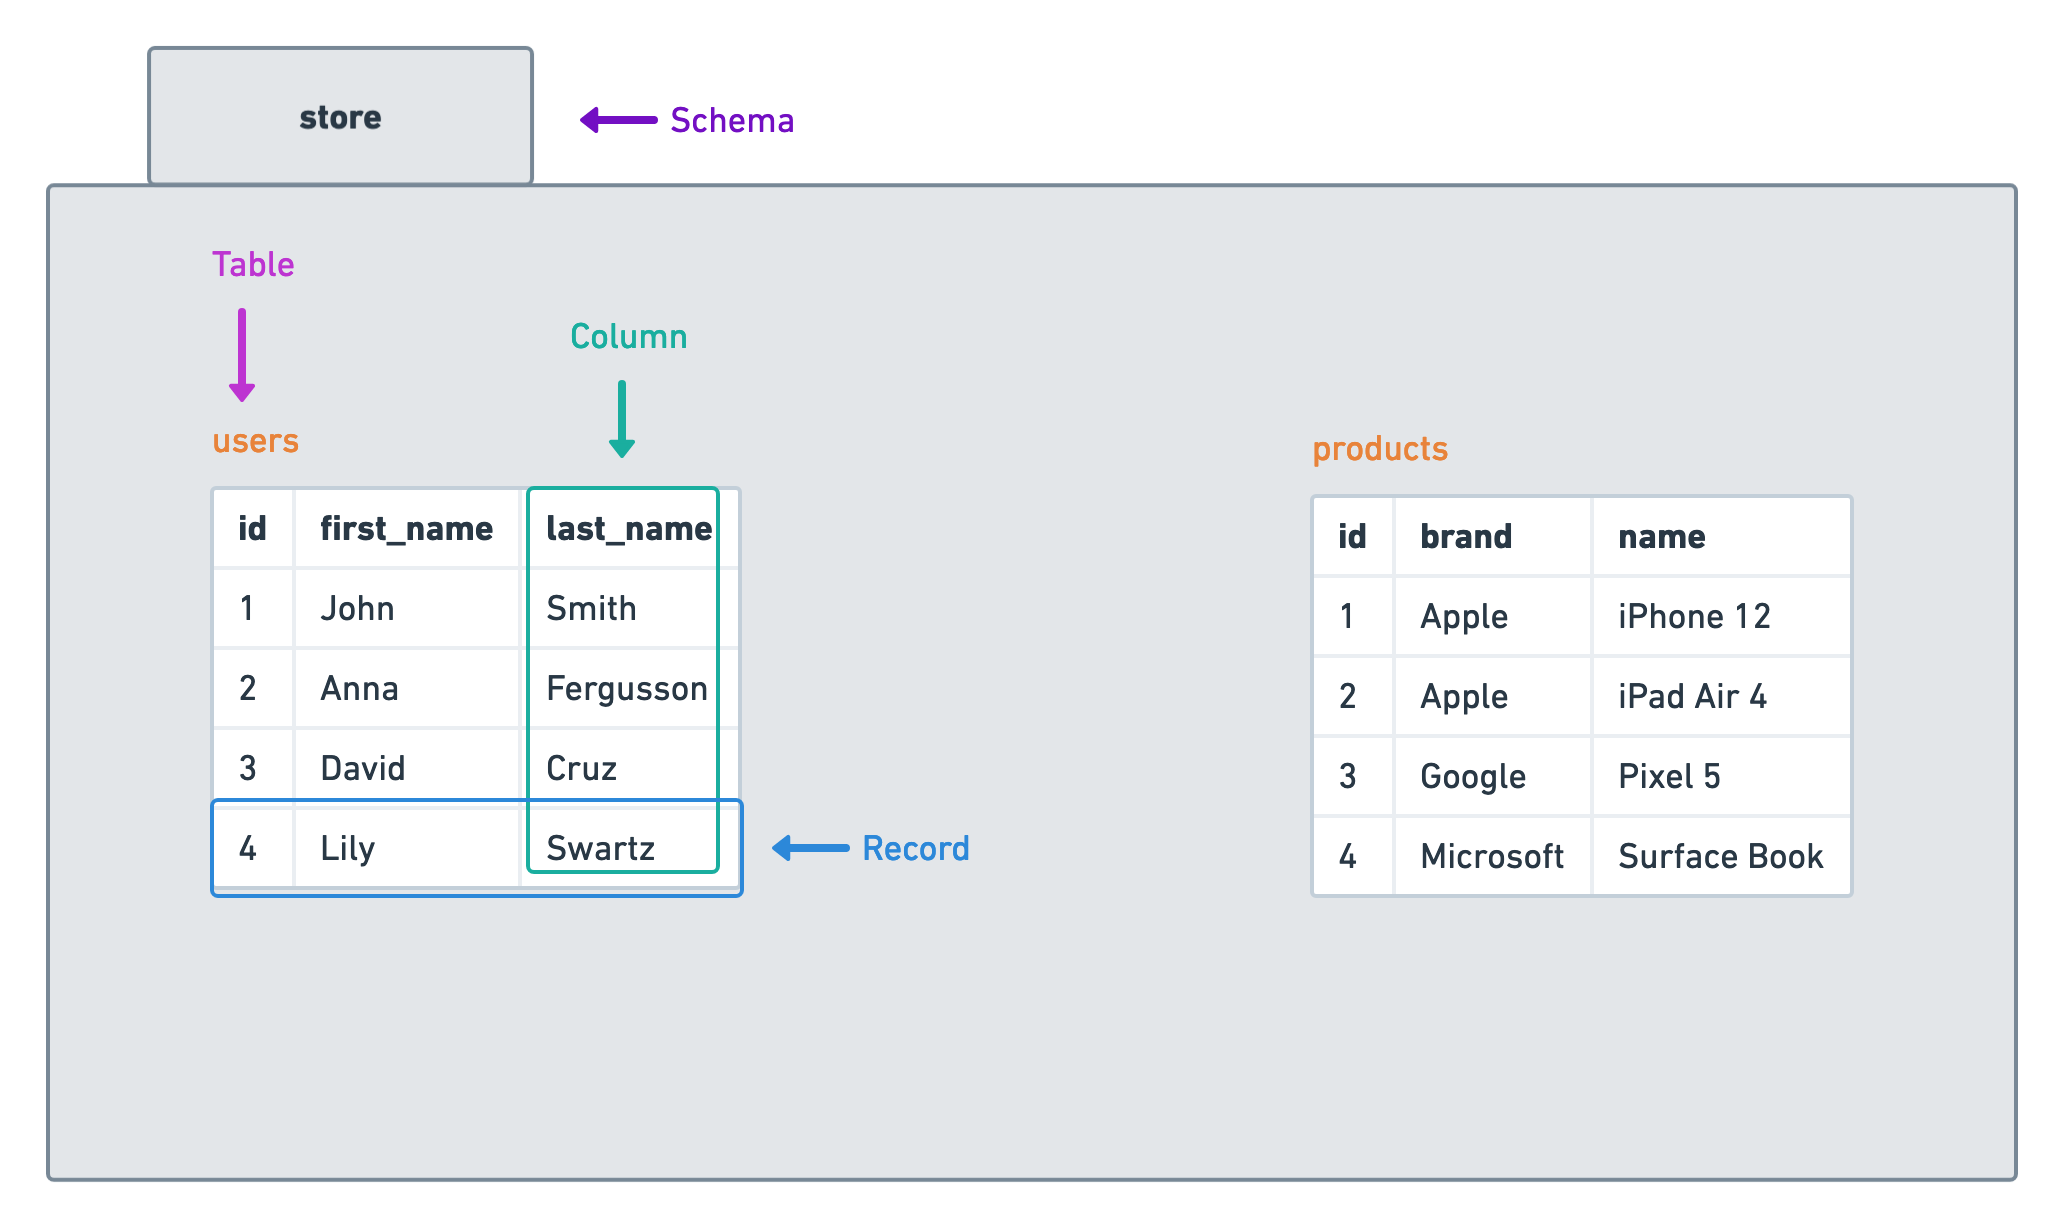 store
Schema
Table
Column
users
id first_name last_name
1 John Smith
2 Anna Fergusson
3 David Cruz
4 Lily Swartz
Record
products
id brand name
1 Apple iPhone 12
2 Apple iPad Air 4
3 Google Pixel 5
4 Microsoft Surface Book